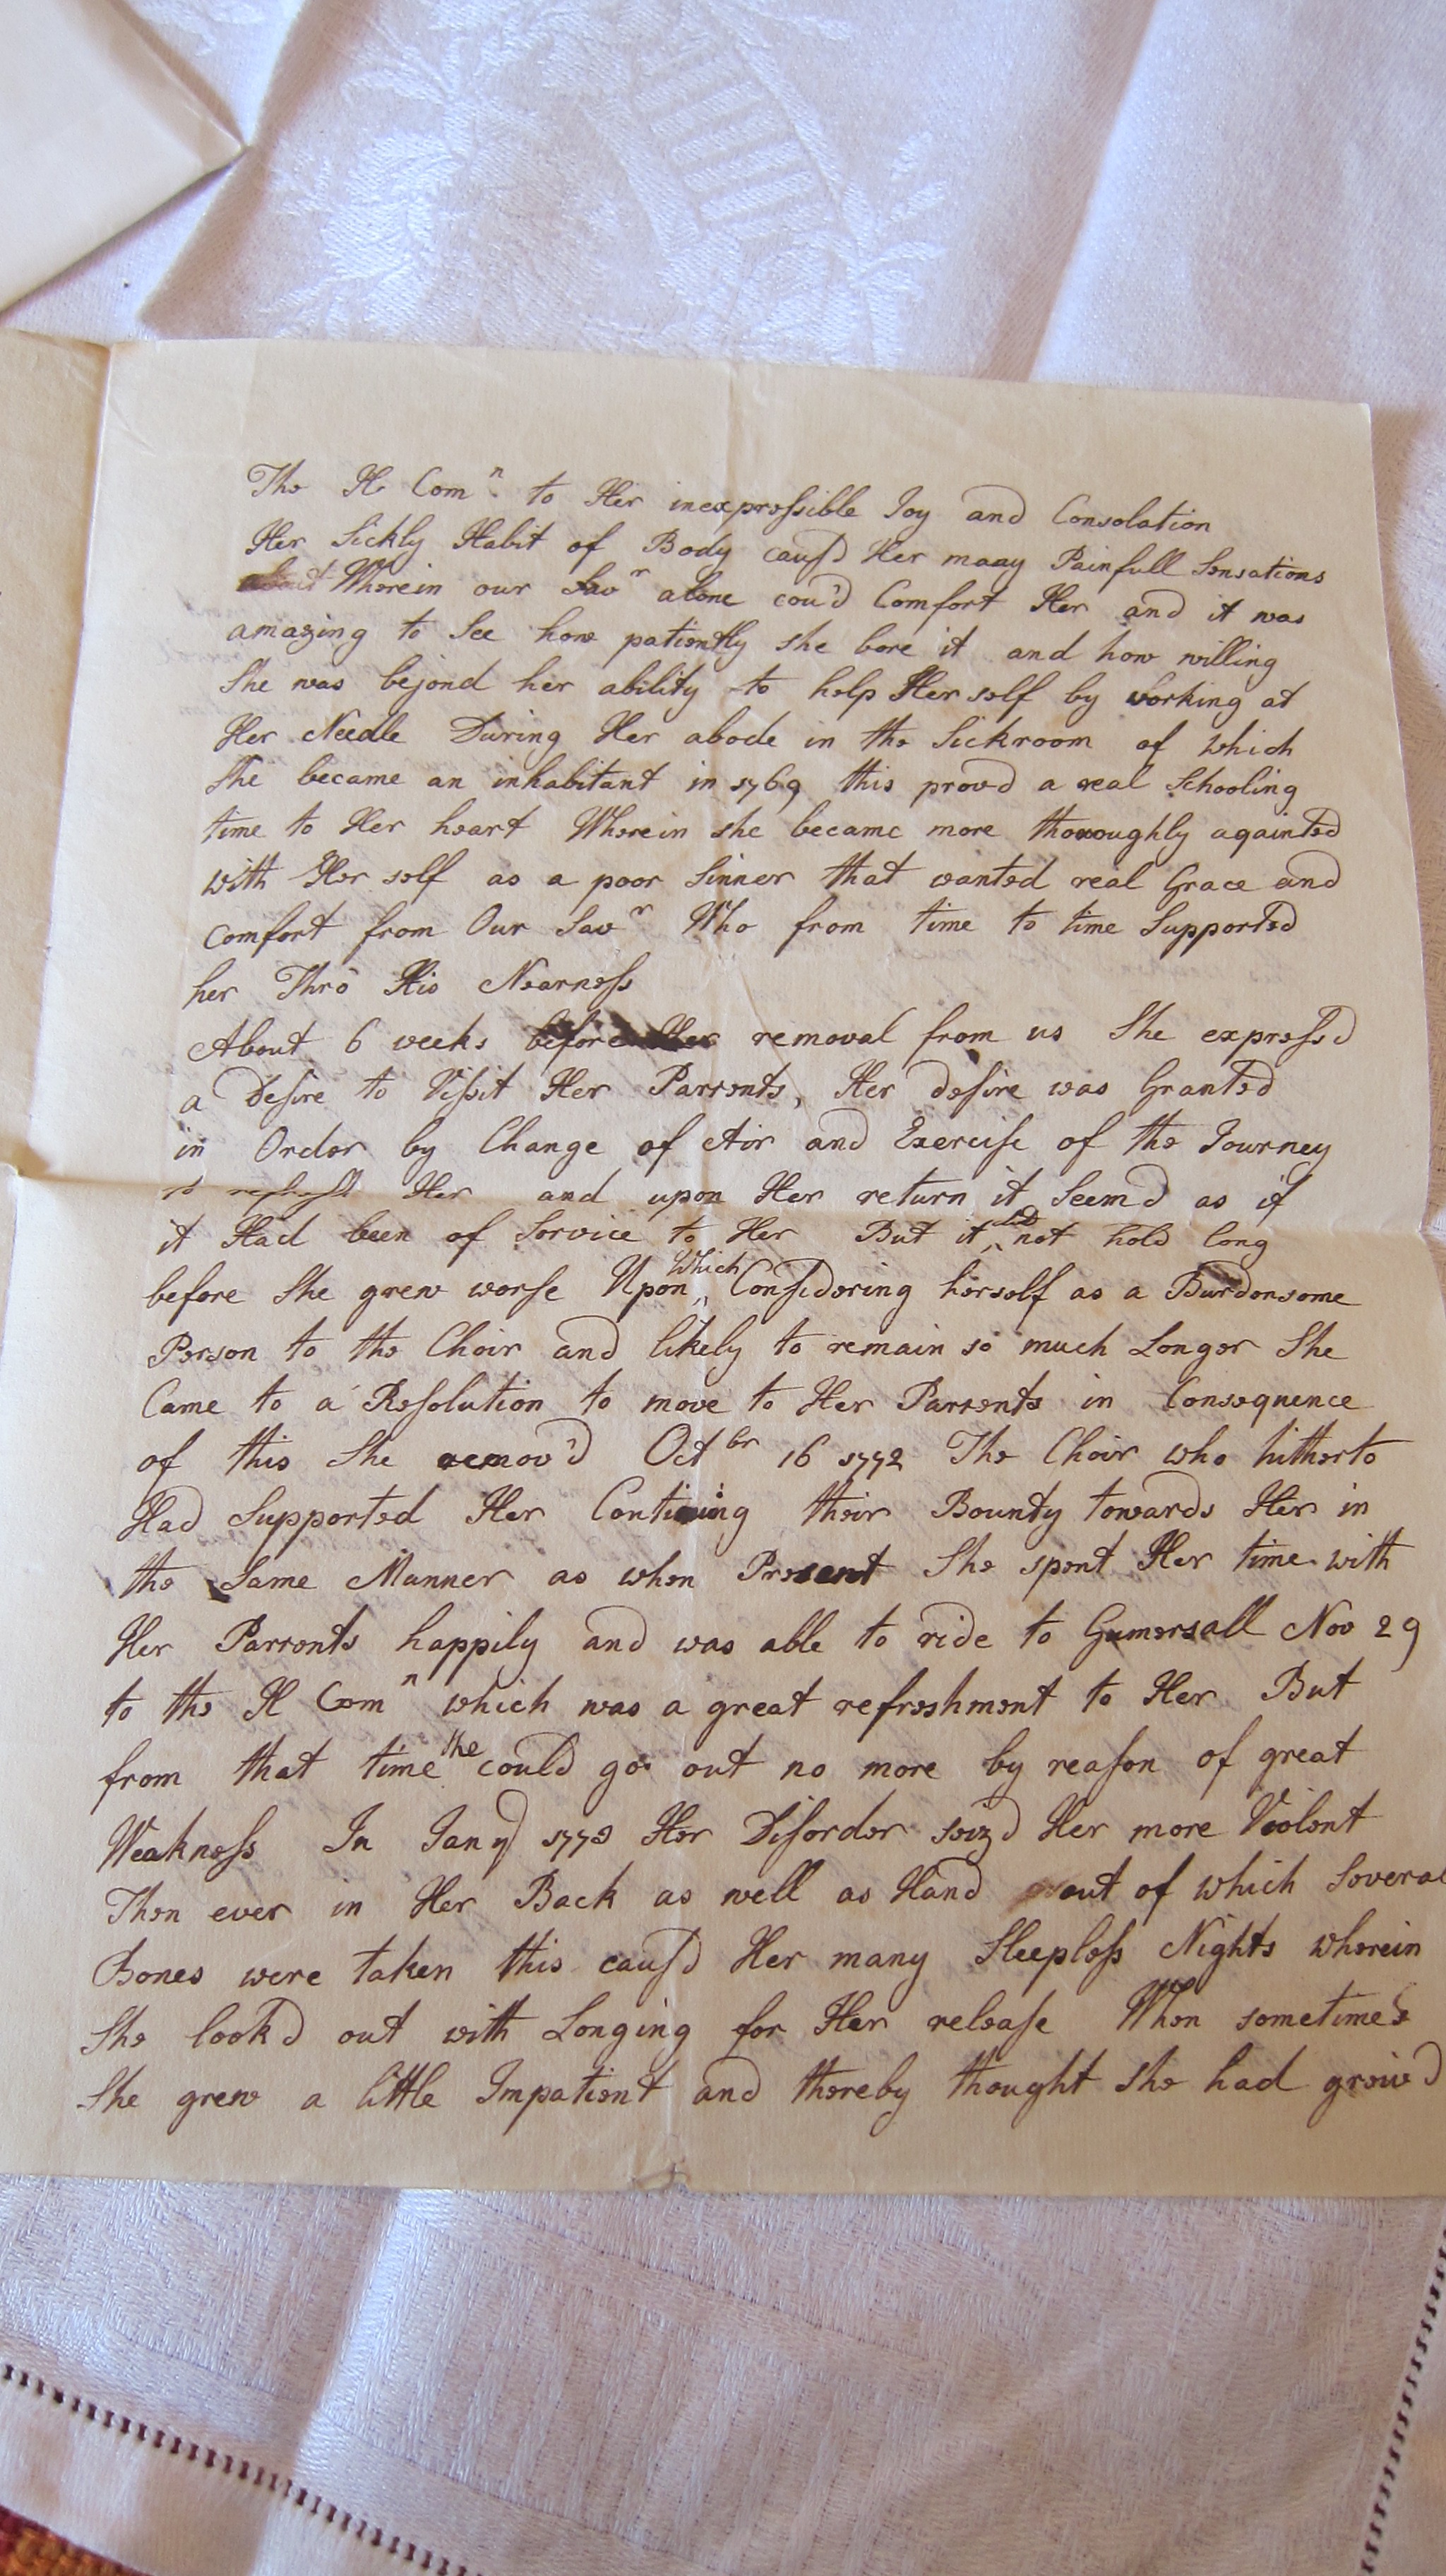 The H Comn. to Her inexpressible Joy and Consolation
Her Sickly Habit of Body caus'd Her many Painfull Sensations
Wherein our Savr alone cou'd Comfort Her and it was
amazing to See how patiently she bore it and how willing
She was bejond her ability to help Her self by working at
Her Needle During Her abode in the Sickroom of Which
She became an inhabitant in 1769 this provd a real Schooling
time to Her heart Wherein she became more thoroughly againted
with Her self as a poor Sinner that wanted real Grace and
Comfort from Our Savr Who from time to time Supported
her Thro His Nearness
About 6 weeks before Her removal from us She expressd
a Desire to Vissit Her Parrents, Her desire was Granted
in Order by Change of Air and Exercise of the Journey
to Her and upon Her return it Seem'd as if
it Had been of Service to Her But it did not hold long
before She grew worse Upon Which Considering herself as a Burdensome
Person to the Choir and likely to remain so much Longer She
Came to a Resolution to move to Her Parrents in Consequence
of this She remov'd Octbr 16 1772 The Choir who hitherto
Had Supported Her Contining their Bounty towards Her in
the Same Manner as when Present She spent Her time with
Her Parrents happily and was able to ride to Gumersall Nov 29
to the H Comn which was a great refreshment to Her But
from that time She could go out no more by reason of great
Weakness In Jany 1773 Her Disorder seizd Her more Violent
Then ever in Her Back as well as Hand out of which Several
Bones were taken this caus'd Her many Sleepless Nights wherein
She look'd out with Longing for Her release When sometimes
She grew a little Impatient and thereby thought She had griev'd